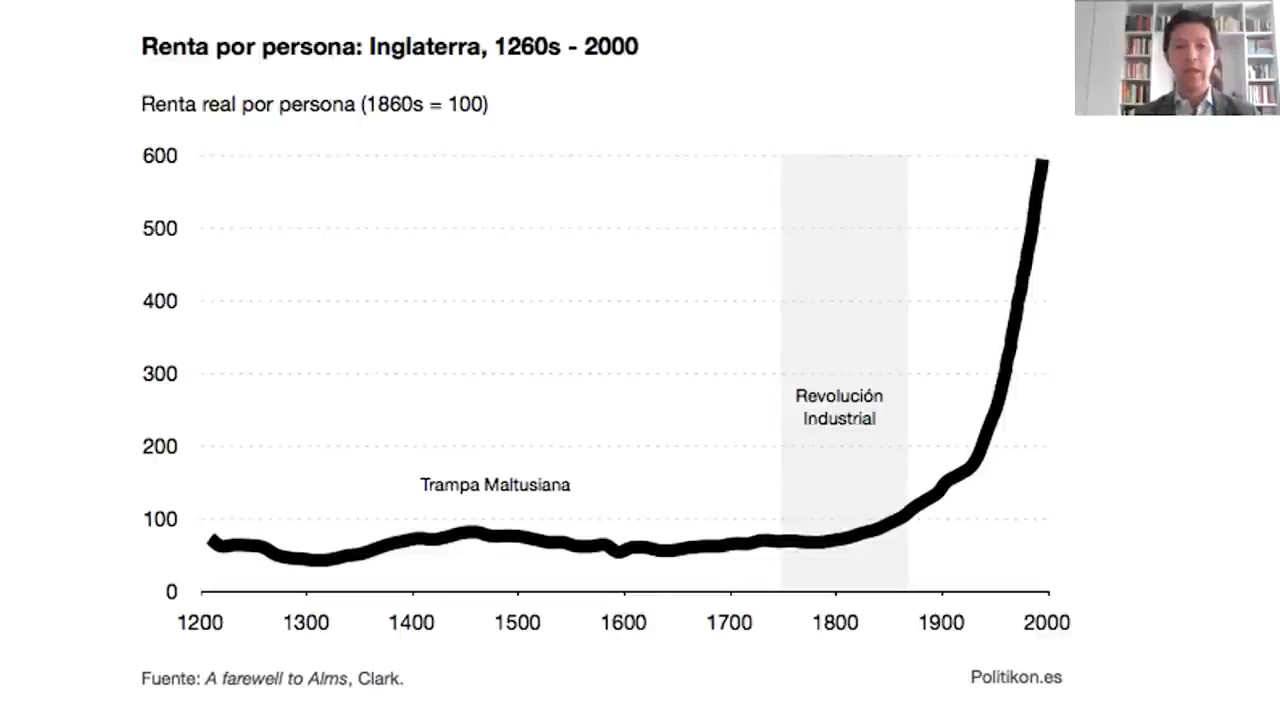 Renta por persona: Inglaterra, 1260s - 2000
Renta real por persona (1860s = 100)
600
500
400
300
200
100
0
Revolución
Industrial
Trampa Maltusiana
1200 1300 1400 1500 1600 1700 1800 1900 2000
Fuente: A farewell to Alms, Clark.
Politikon.es